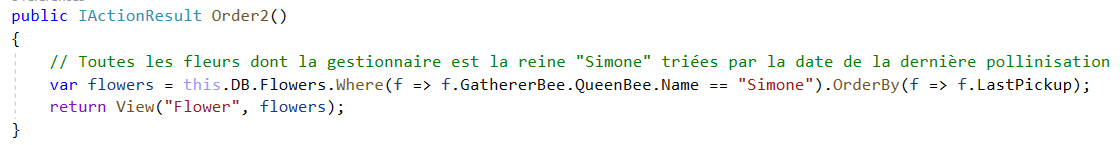 public IActionResult Order2()
{
// Toutes les fleurs dont la gestionnaire est la reine "Simone" triées par la date de la dernière pollinisation
var flowers = this.DB.Flowers.Where(f => f.GathererBee.QueenBee.Name == "Simone").OrderBy(f => f.LastPickup);
return View("Flower", flowers);
}